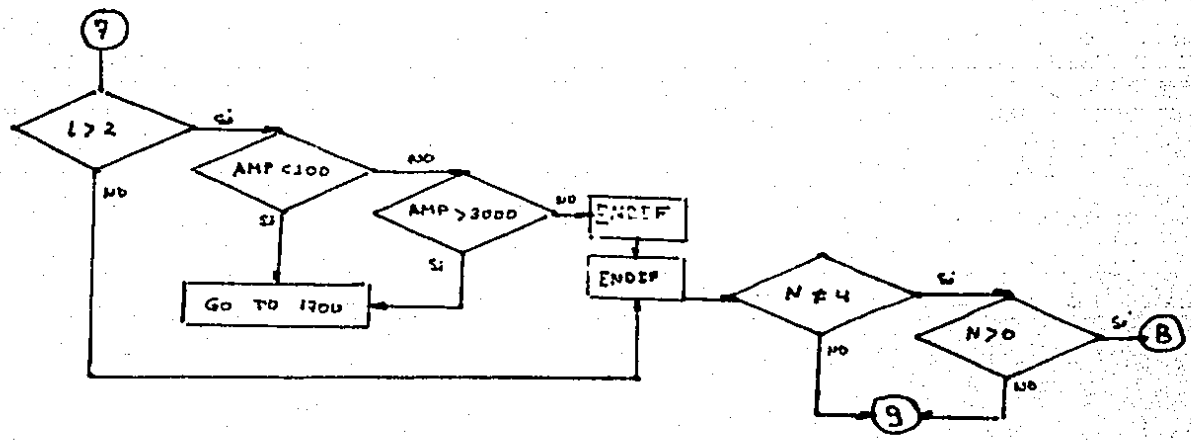 7
L > 2
Si
NO
AMP < 100
NO
Si
AMP > 3000
NO
Si
GO TO 1700
ENDIF
ENDIF
N ≠ 4
Si
NO
N > 0
Si
NO
8
9